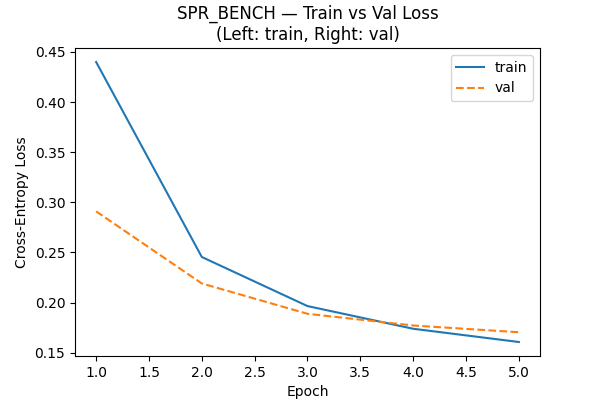 SPR_BENCH — Train vs Val Loss
(Left: train, Right: val)
train
val
Cross-Entropy Loss
0.45
0.40
0.35
0.30
0.25
0.20
0.15
1.0 1.5 2.0 2.5 3.0 3.5 4.0 4.5 5.0
Epoch